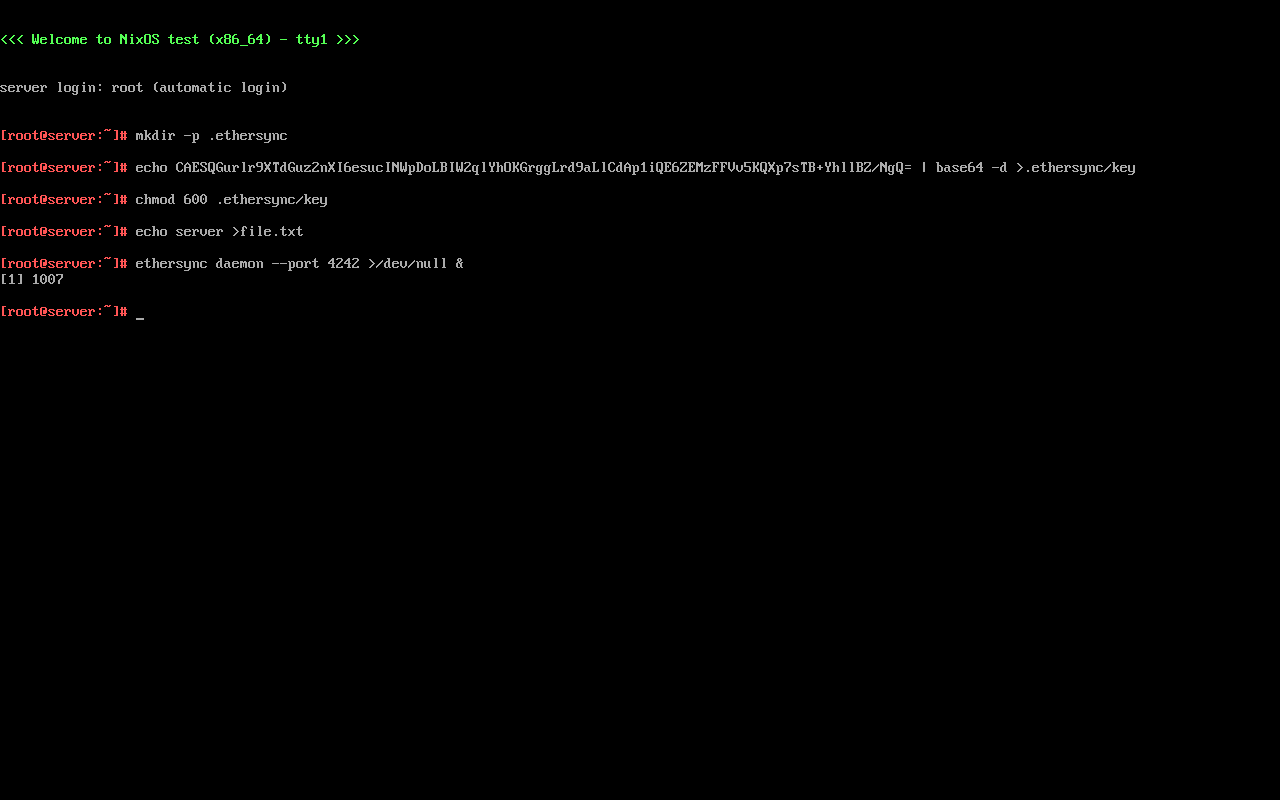 <<< Welcome to NixOS test (x86_64) - tty1 >>>
server login: root (automatic login)
[root@server:~]# mkdir -p .ethersync
[root@server:~]# echo CAESQGurlr9XTdGuz2nXI6esucINWpDoLBIW2qlYhOKGrggLrd9aLlCdAp1iQE6ZEMzFFVv5KQXp7sTB+YhllBZ/NgQ= | base64 -d >.ethersync/key
[root@server:~]# chmod 600 .ethersync/key
[root@server:~]# echo server >file.txt
[root@server:~]# ethersync daemon --port 4242 >/dev/null &
[1] 1007
[root@server:~]# _